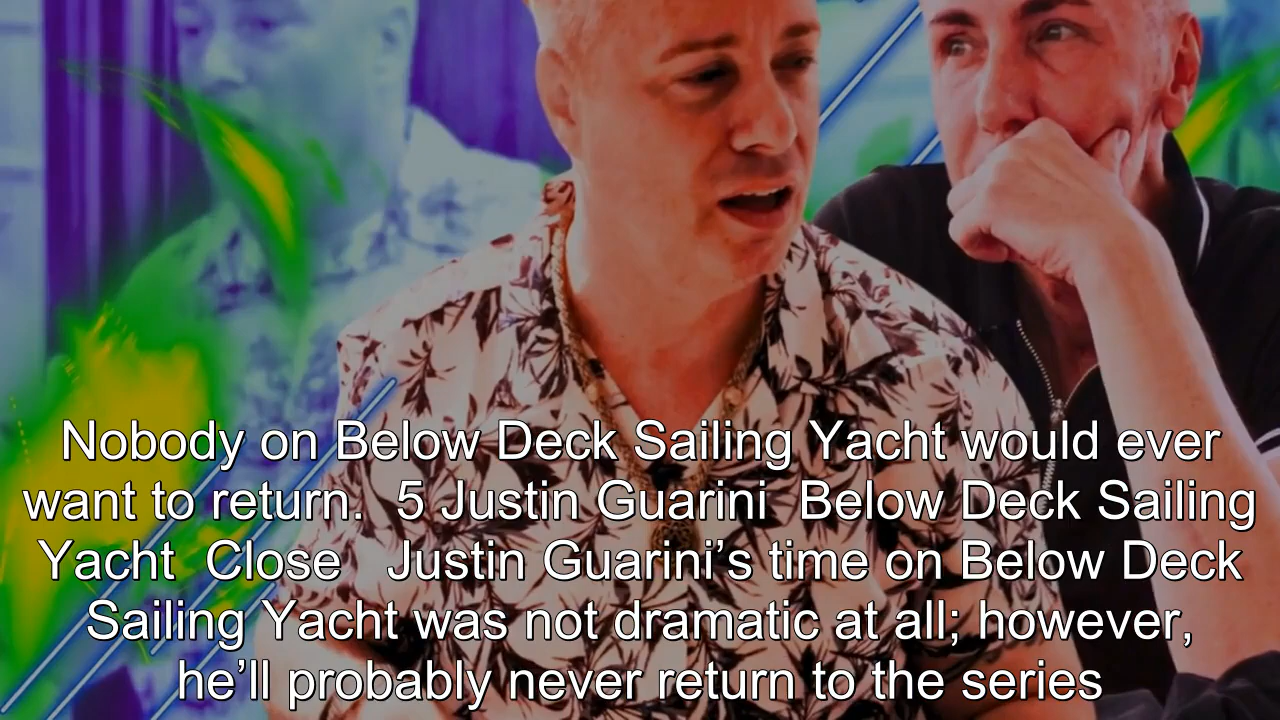 Nobody on Below Deck Sailing Yacht would ever
want to return.  5 Justin Guarini  Below Deck Sailing
Yacht  Close   Justin Guarini’s time on Below Deck
Sailing Yacht was not dramatic at all; however,
he’ll probably never return to the series